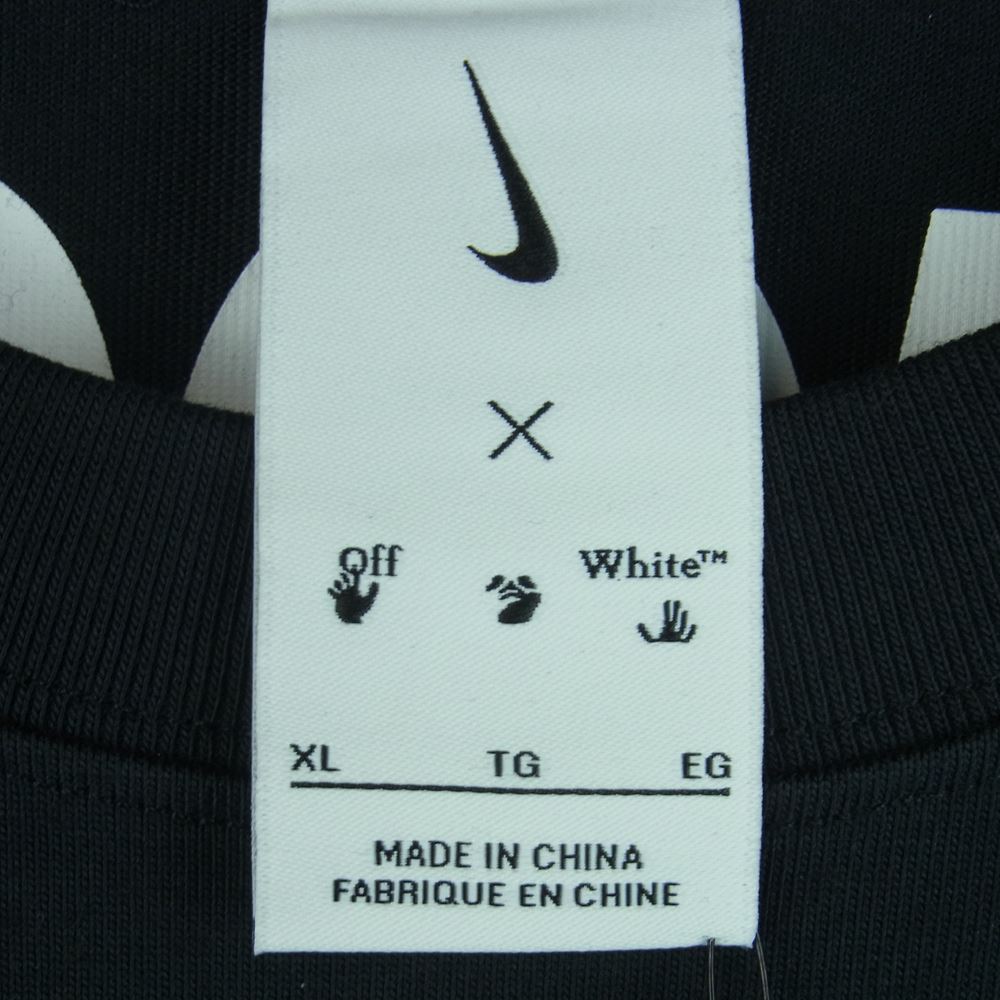 ×
Off White™
XL TG EG
MADE IN CHINA
FABRIQUE EN CHINE